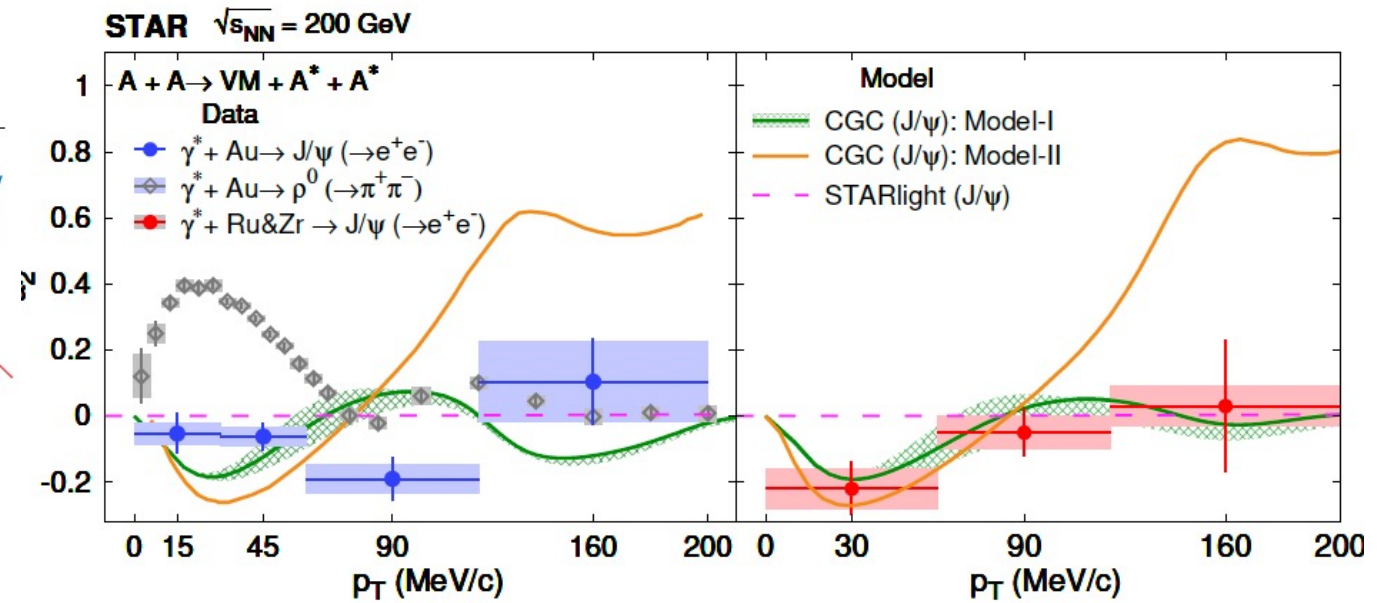 STAR √sNN = 200 GeV
A + A→ VM + A* + A*
Data
γ* + Au→ J/ψ (→e+e-)
γ* + Au→ ρ0 (→π+π−)
γ* + Ru&Zr → J/ψ (→e+e-)
Model
CGC (J/ψ): Model-I
CGC (J/ψ): Model-II
STARlight (J/ψ)
1
0.8
0.6
0.4
0.2
0
-0.2
0 15 45 90 160 200
0 30 90 160 200
pT (MeV/c)
pT (MeV/c)